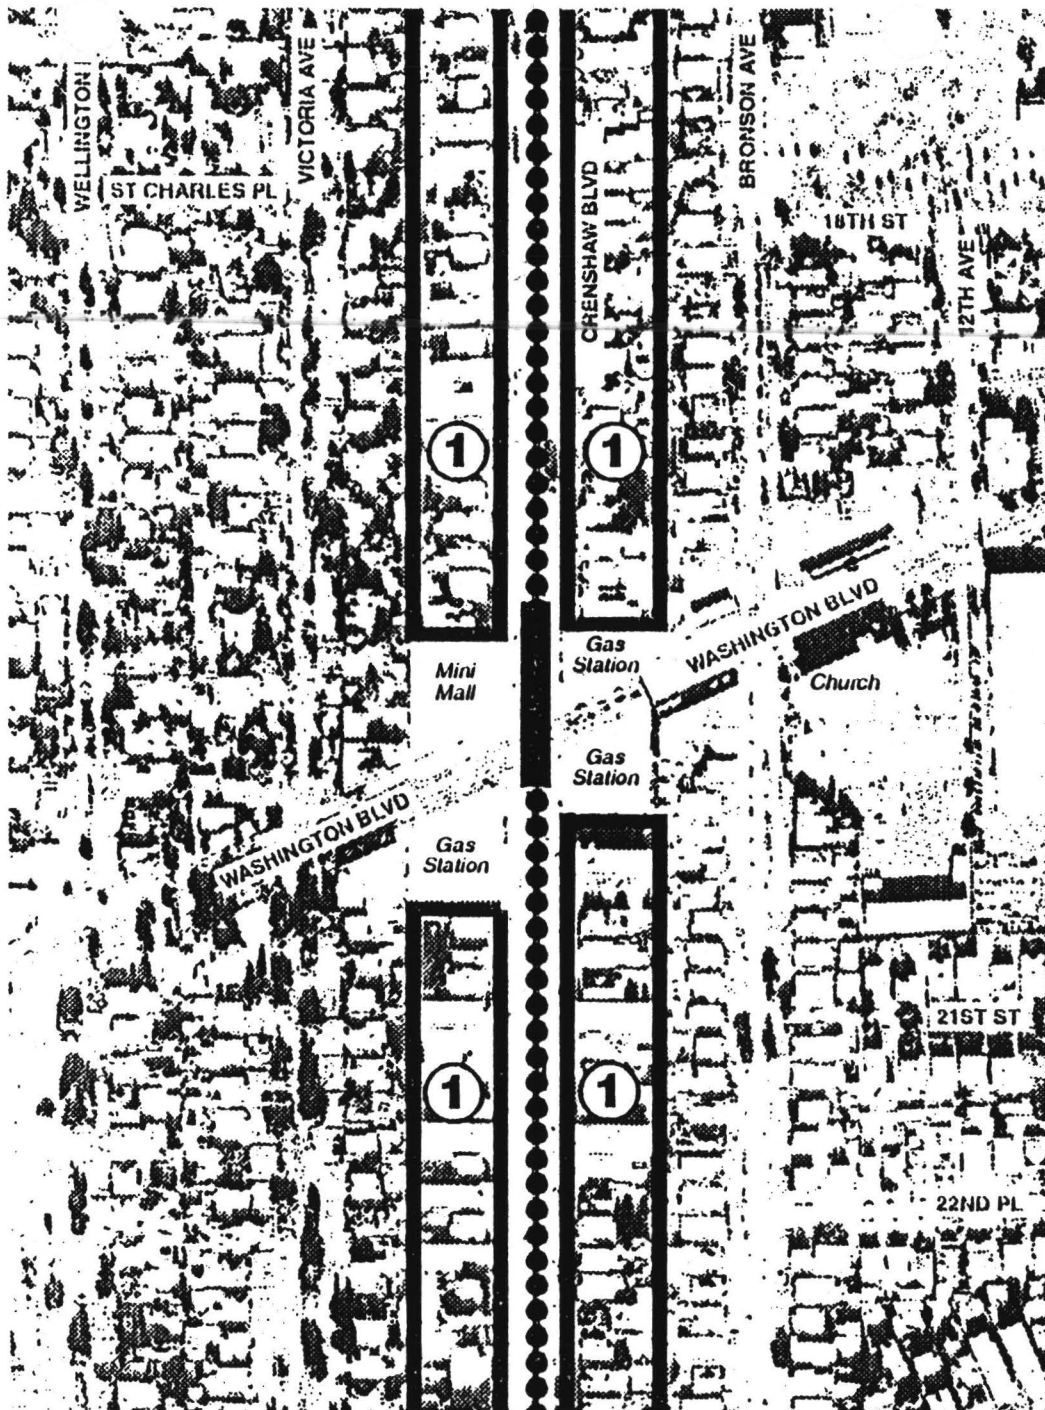 WELLINGTON
ST CHARLES PL
VICTORIA AVE
CRENSHAW BLVD
BRONSON AVE
18TH ST
12TH AVE
1
1
Mini
Mall
Gas
Station
WASHINGTON BLVD
Church
Gas
Station
WASHINGTON BLVD
Gas
Station
21ST ST
1
1
22ND PL